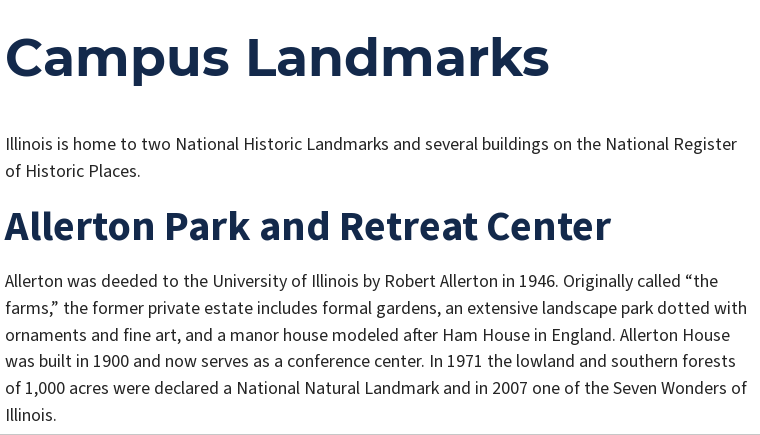 Campus Landmarks
Illinois is home to two National Historic Landmarks and several buildings on the National Register
of Historic Places.
Allerton Park and Retreat Center
Allerton was deeded to the University of Illinois by Robert Allerton in 1946. Originally called “the
farms,” the former private estate includes formal gardens, an extensive landscape park dotted with
ornaments and fine art, and a manor house modeled after Ham House in England. Allerton House
was built in 1900 and now serves as a conference center. In 1971 the lowland and southern forests
of 1,000 acres were declared a National Natural Landmark and in 2007 one of the Seven Wonders of
Illinois.